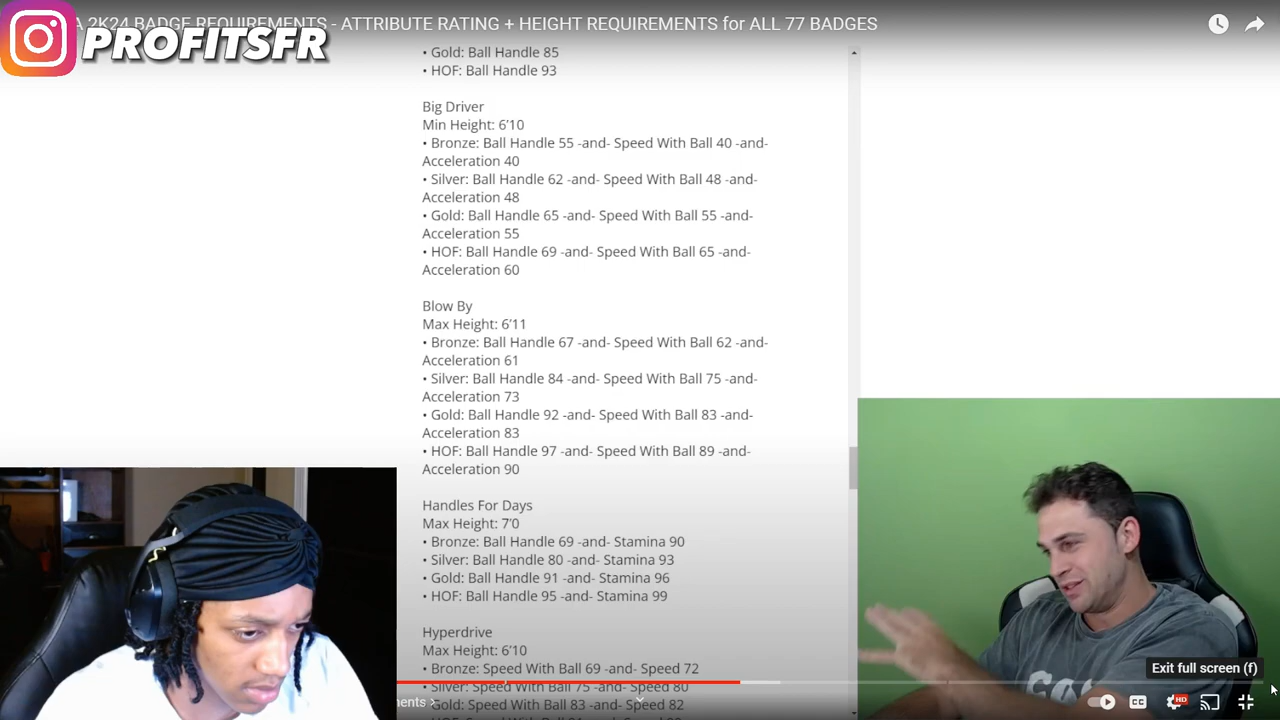 A 2K24 BADGE REQUIREMENTS - ATTRIBUTE RATING + HEIGHT REQUIREMENTS for ALL 77 BADGES
PROFITSFR
• Gold: Ball Handle 85
• HOF: Ball Handle 93
Big Driver
Min Height: 6’10
• Bronze: Ball Handle 55 -and- Speed With Ball 40 -and-
Acceleration 40
• Silver: Ball Handle 62 -and- Speed With Ball 48 -and-
Acceleration 48
• Gold: Ball Handle 65 -and- Speed With Ball 55 -and-
Acceleration 55
• HOF: Ball Handle 69 -and- Speed With Ball 65 -and-
Acceleration 60
Blow By
Max Height: 6’11
• Bronze: Ball Handle 67 -and- Speed With Ball 62 -and-
Acceleration 61
• Silver: Ball Handle 84 -and- Speed With Ball 75 -and-
Acceleration 73
• Gold: Ball Handle 92 -and- Speed With Ball 83 -and-
Acceleration 83
• HOF: Ball Handle 97 -and- Speed With Ball 89 -and-
Acceleration 90
Handles For Days
Max Height: 7’0
• Bronze: Ball Handle 69 -and- Stamina 90
• Silver: Ball Handle 80 -and- Stamina 93
• Gold: Ball Handle 91 -and- Stamina 96
• HOF: Ball Handle 95 -and- Stamina 99
Hyperdrive
Max Height: 6’10
• Bronze: Speed With Ball 69 -and- Speed 72
• Silver: Speed With Ball 75 -and- Speed 80
• Gold: Speed With Ball 83 -and- Speed 82
Exit full screen (f)
ments >
CC
HD